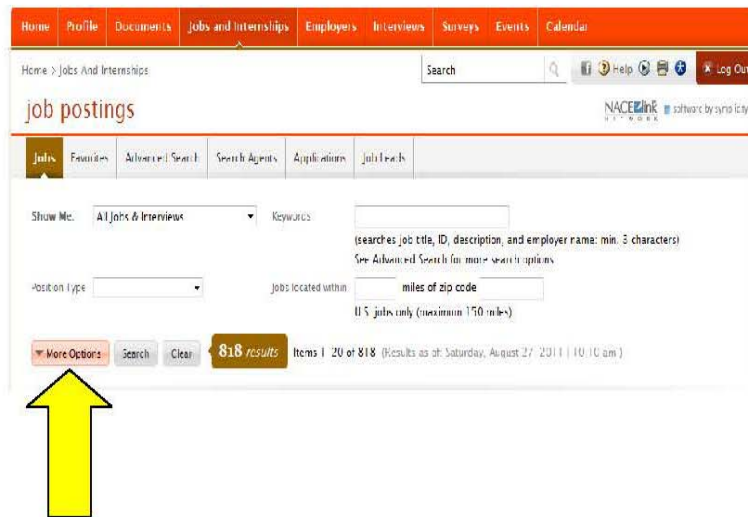 Home Profile Documents Jobs and Internships Employers Interviews Surveys Events Calendar
Home > Jobs And Internships Search Help Log Out
job postings NACElink NETWORK software by symplicity
Jobs Favorites Advanced Search Search Agents Applications Job Leads
Show Me: All Jobs & Interviews Keywords
(searches job title, ID, description, and employer name: min. 3 characters)
See Advanced Search for more search options
Position Type Jobs located within miles of zip code
U.S. jobs only (maximum 150 miles)
More Options Search Clear 818 results Items 1-20 of 818 (Results as of: Saturday, August 27, 2011 | 10:10 am)